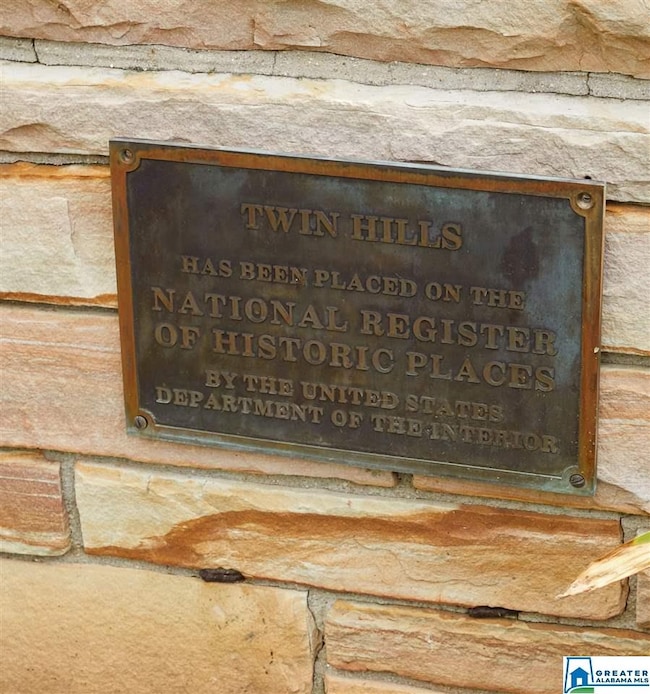 TWIN HILLS
HAS BEEN PLACED ON THE
NATIONAL REGISTER
OF HISTORIC PLACES
BY THE UNITED STATES
DEPARTMENT OF THE INTERIOR
GREATER
ALABAMA MLS